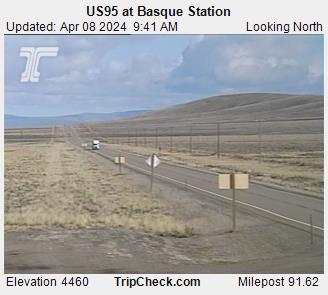 US95 at Basque Station
Updated: Apr 08 2024 9:41 AM Looking North
Elevation 4460 TripCheck.com Milepost 91.62